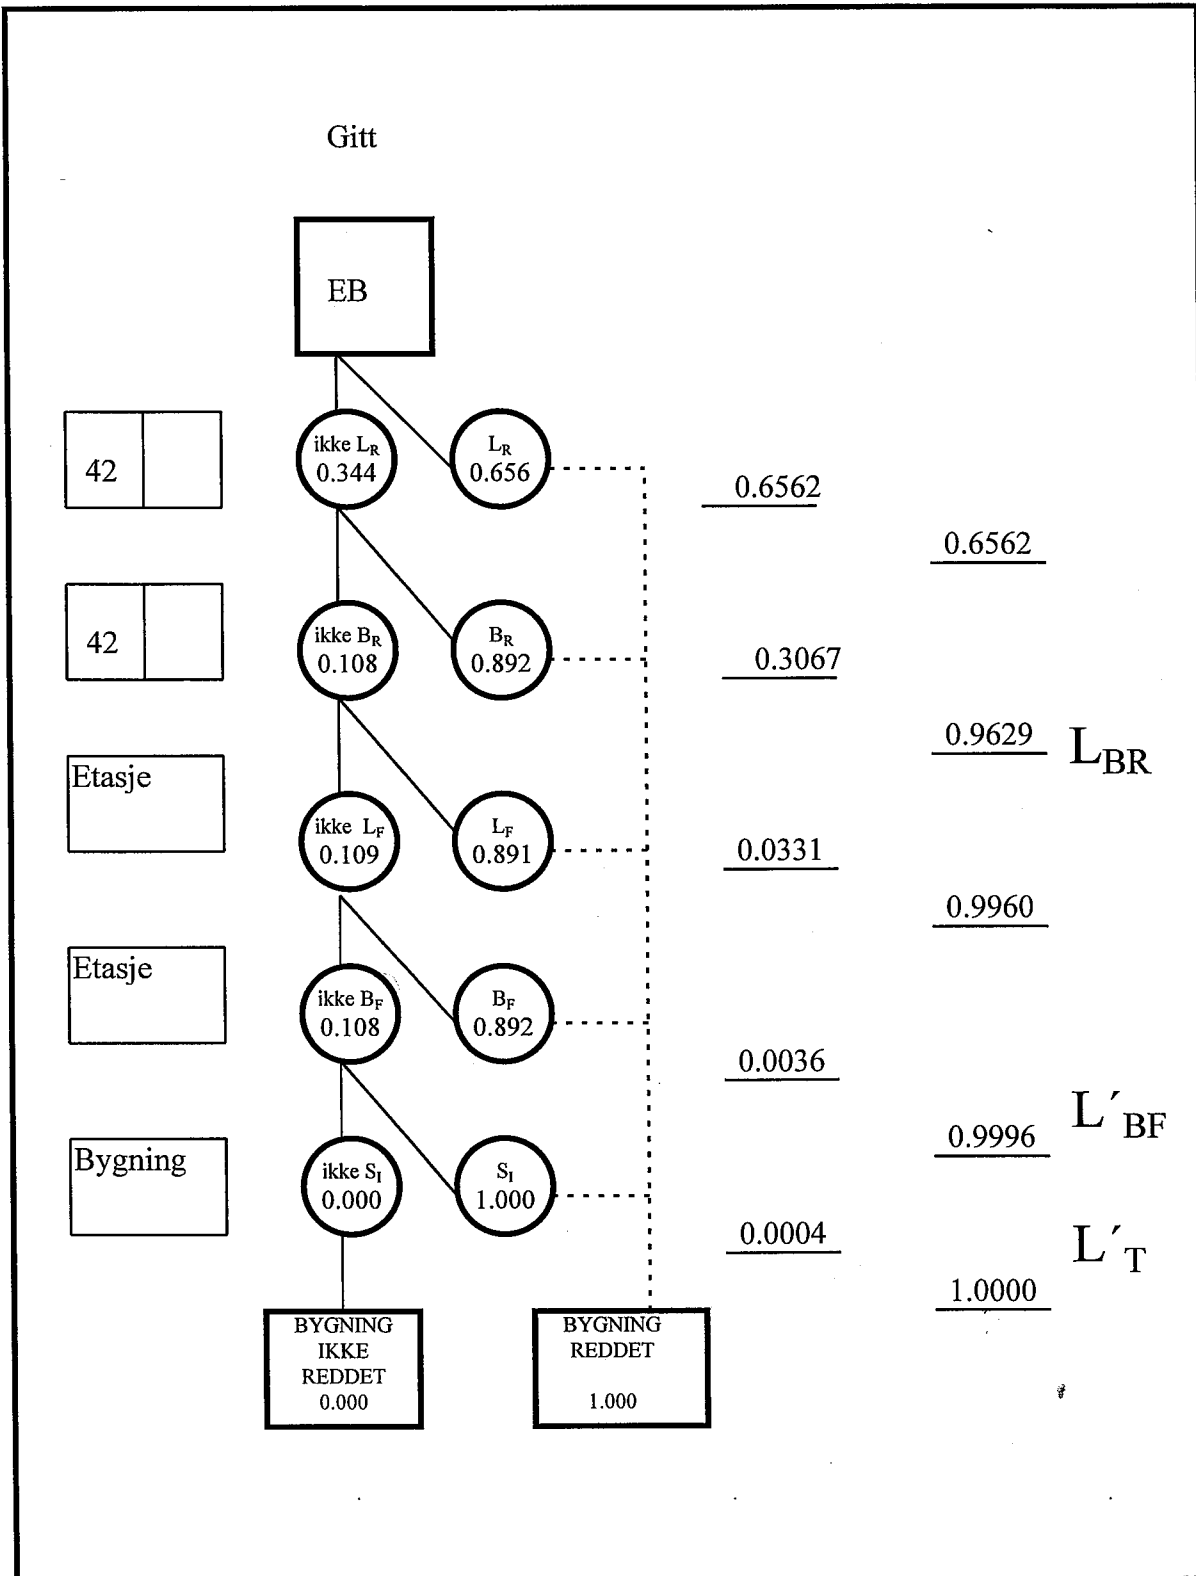 Gitt
EB
42
ikke L_R
0.344
L_R
0.656
0.6562
0.6562
42
ikke B_R
0.108
B_R
0.892
0.3067
0.9629
L_BR
Etasje
ikke L_F
0.109
L_F
0.891
0.0331
0.9960
Etasje
ikke B_F
0.108
B_F
0.892
0.0036
0.9996
L´_BF
Bygning
ikke S_I
0.000
S_I
1.000
0.0004
L´_T
1.0000
BYGNING
IKKE
REDDET
0.000
BYGNING
REDDET
1.000